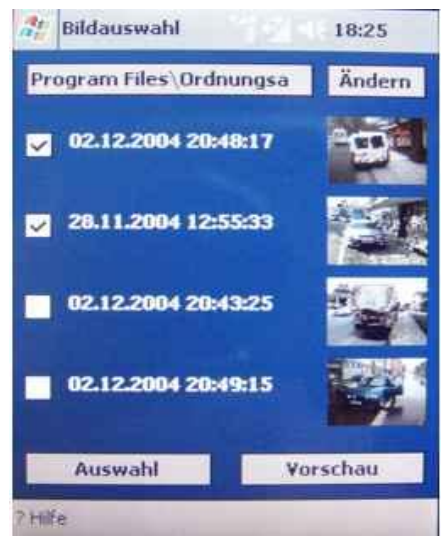 Bildauswahl 18:25
Program Files\Ordnungsa Ändern
02.12.2004 20:48:17
28.11.2004 12:55:33
02.12.2004 20:43:25
02.12.2004 20:49:15
Auswahl Vorschau
? Hilfe